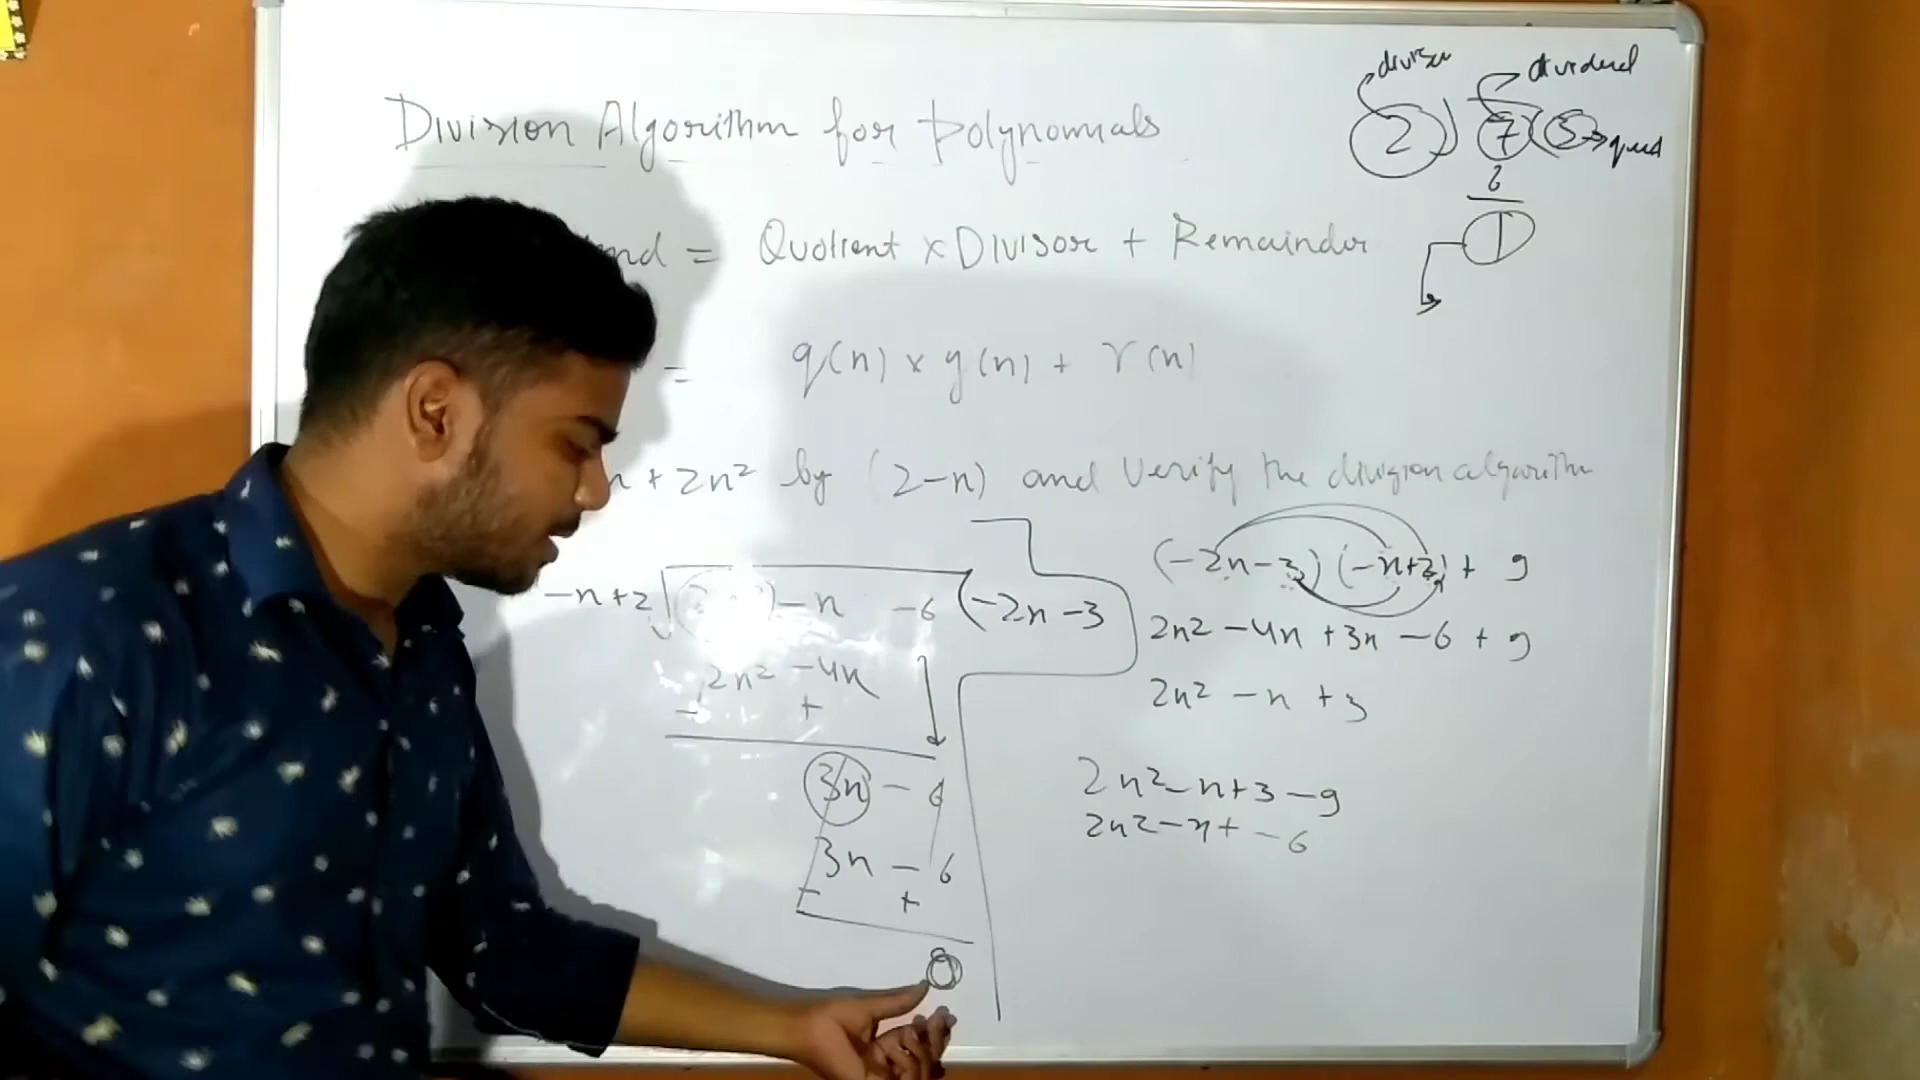 Division Algorithm for Polynomials
divisor
dividend
2) 7 (3
6
1
= Quotient × Divisor + Remainder
= q(n) × g(n) + r(n)
n + 2n² by (2-n) and Verify the division algorithm
-n+2 -n -6 (-2n -3
2n² -4n
- +
3n - 6
3n - 6
- +
0
(-2n-3) (-n+2) + 9
2n² -4n +3n -6 + 9
2n² -n +3
2n²-n+3-9
2n²-n+ -6